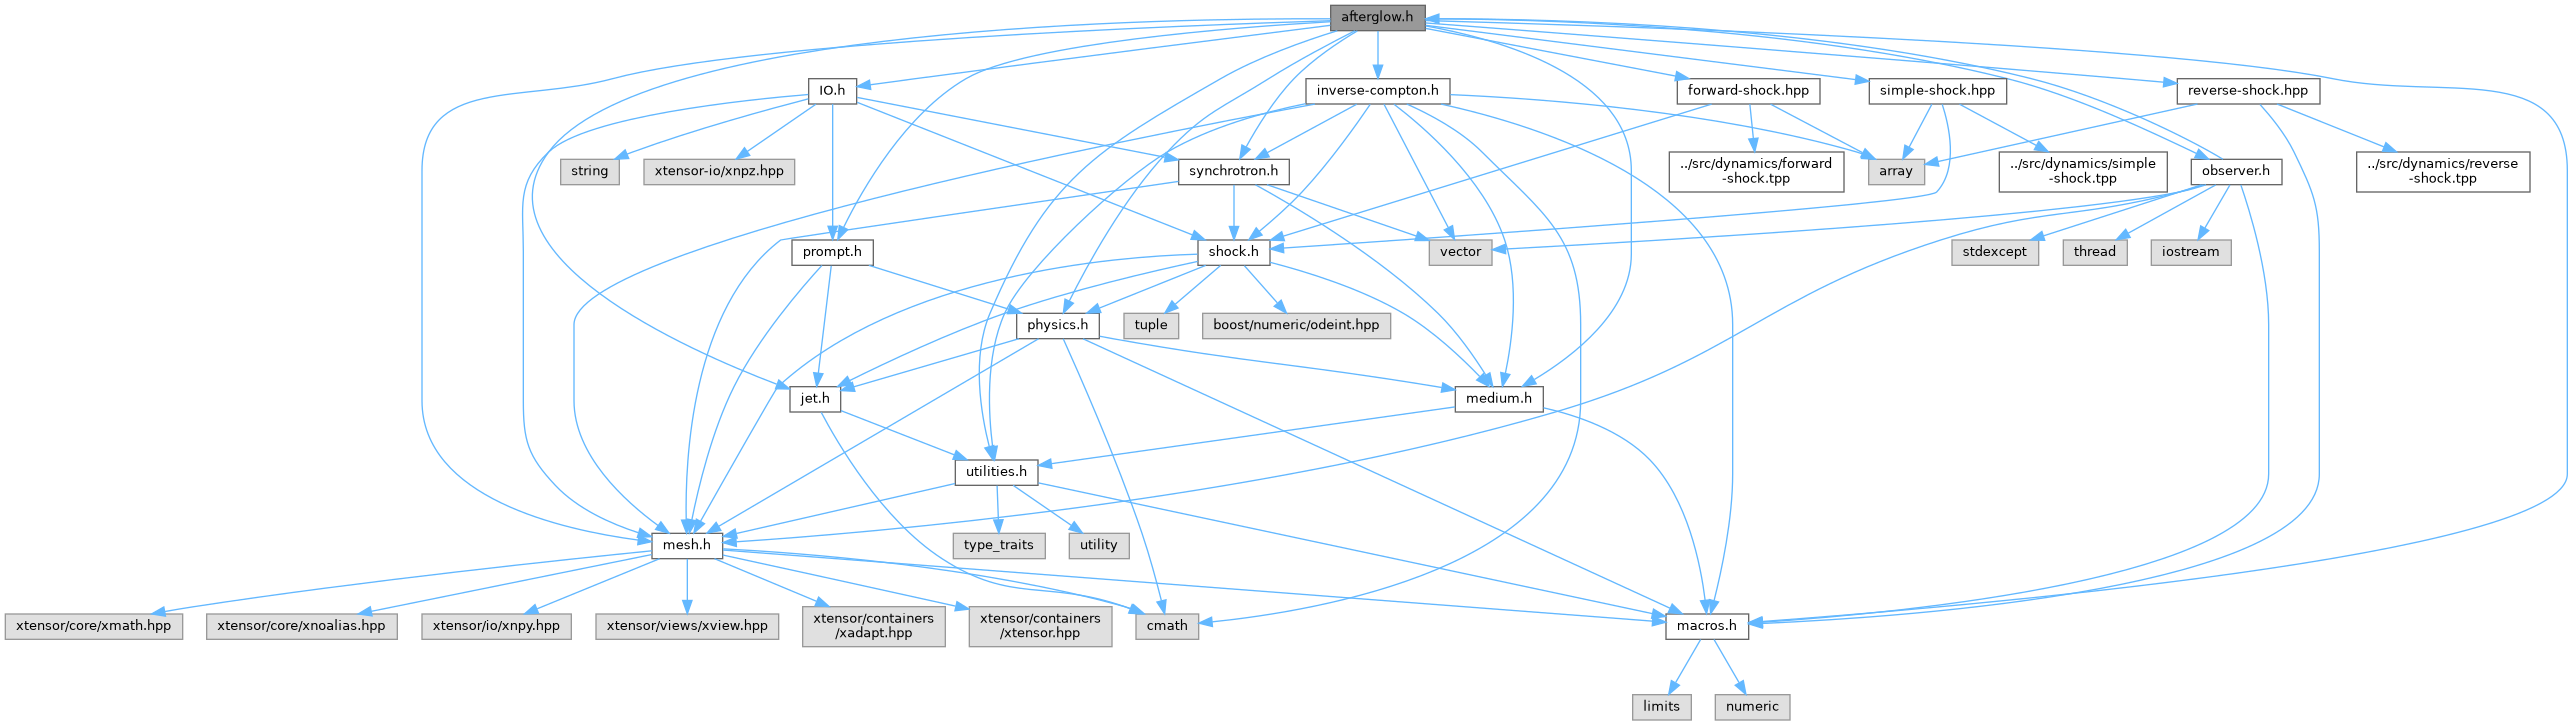 afterglow.h
IO.h
inverse-compton.h
forward-shock.hpp
simple-shock.hpp
reverse-shock.hpp
string
xtensor-io/xnpz.hpp
synchrotron.h
../src/dynamics/forward
-shock.tpp
array
../src/dynamics/simple
-shock.tpp
observer.h
../src/dynamics/reverse
-shock.tpp
prompt.h
shock.h
vector
stdexcept
thread
iostream
physics.h
tuple
boost/numeric/odeint.hpp
jet.h
medium.h
utilities.h
mesh.h
type_traits
utility
xtensor/core/xmath.hpp
xtensor/core/xnoalias.hpp
xtensor/io/xnpy.hpp
xtensor/views/xview.hpp
xtensor/containers
/xadapt.hpp
xtensor/containers
/xtensor.hpp
cmath
macros.h
limits
numeric